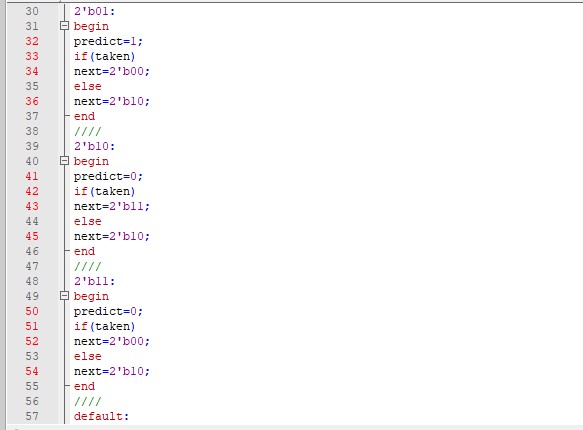 30 2'b01:
31 begin
32 predict=1;
33 if(taken)
34 next=2'b00;
35 else
36 next=2'b10;
37 end
38 ////
39 2'b10:
40 begin
41 predict=0;
42 if(taken)
43 next=2'b11;
44 else
45 next=2'b10;
46 end
47 ////
48 2'b11:
49 begin
50 predict=0;
51 if(taken)
52 next=2'b00;
53 else
54 next=2'b10;
55 end
56 ////
57 default: